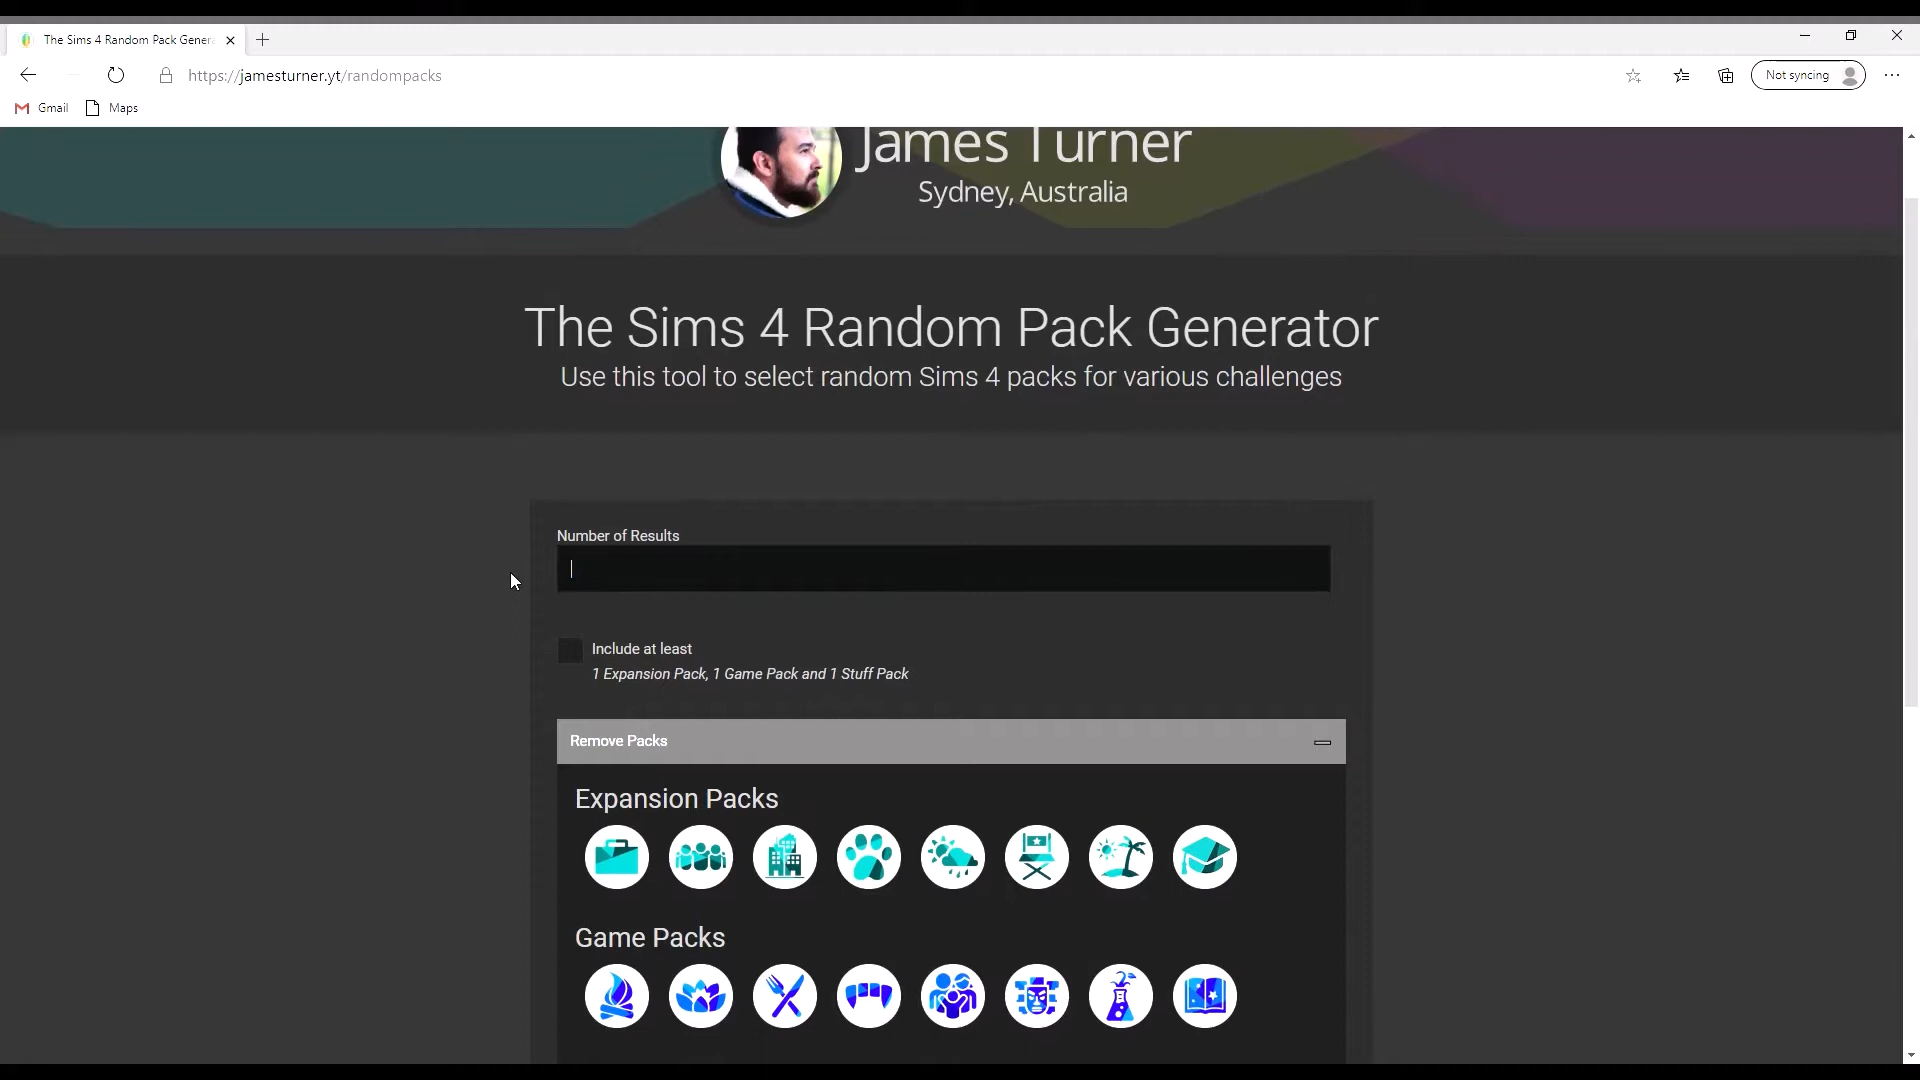 The Sims 4 Random Pack Gener
https://jamesturner.yt/randompacks
Not syncing
Gmail
Maps
James Turner
Sydney, Australia
The Sims 4 Random Pack Generator
Use this tool to select random Sims 4 packs for various challenges
Number of Results
Include at least
1 Expansion Pack, 1 Game Pack and 1 Stuff Pack
Remove Packs
Expansion Packs
Game Packs